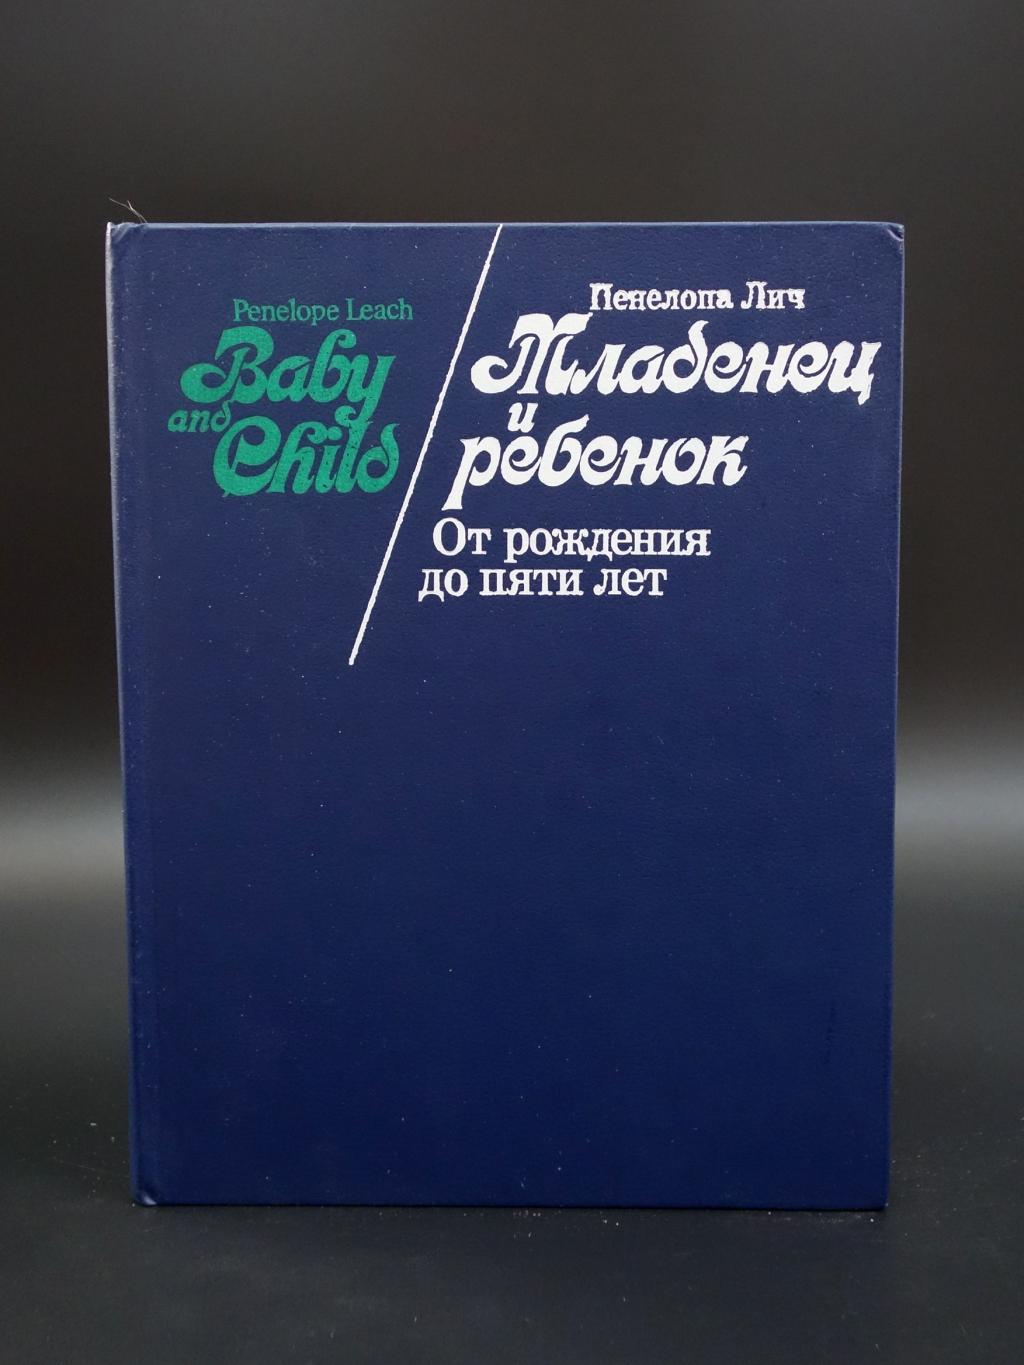 Penelope Leach
Baby
and
Child
Пенелопа Лич
Младенец
и
ребенок
От рождения
до пяти лет